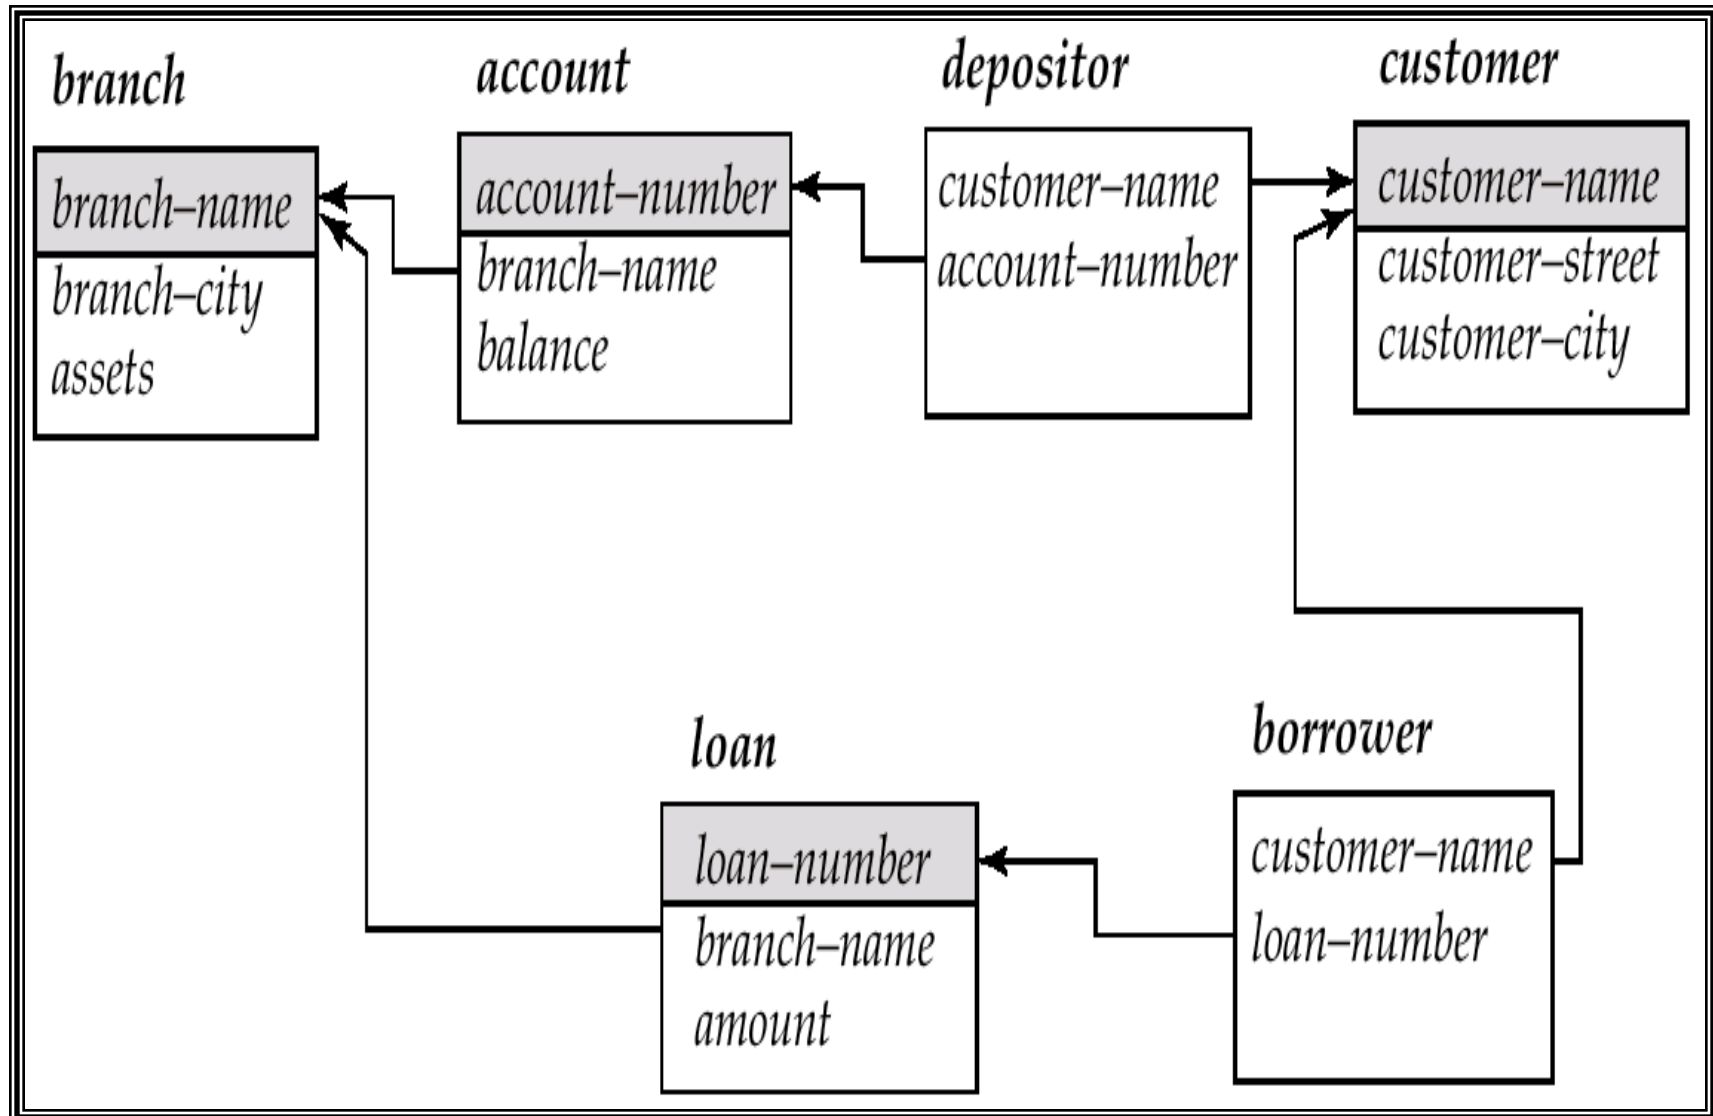 branch
branch–name
branch–city
assets
account
account–number
branch–name
balance
depositor
customer–name
account–number
customer
customer–name
customer–street
customer–city
loan
loan–number
branch–name
amount
borrower
customer–name
loan–number